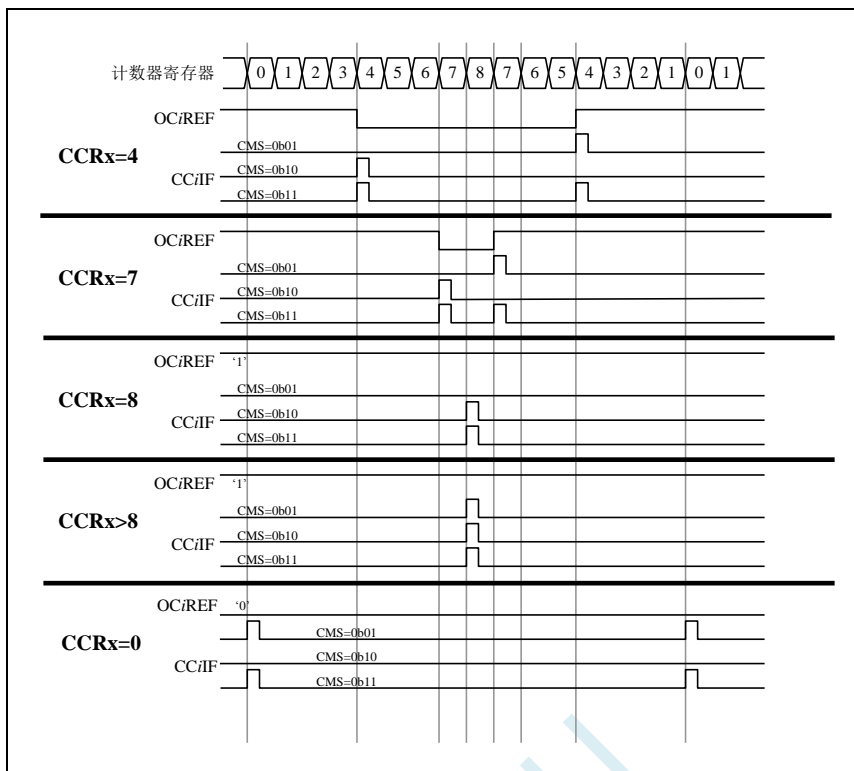 计数器寄存器 0 1 2 3 4 5 6 7 8 7 6 5 4 3 2 1 0 1
OCiREF
CCRx=4
CMS=0b01
CCiIF
CMS=0b10
CMS=0b11
OCiREF
CCRx=7
CMS=0b01
CCiIF
CMS=0b10
CMS=0b11
OCiREF ‘1’
CCRx=8
CMS=0b01
CCiIF
CMS=0b10
CMS=0b11
OCiREF ‘1’
CCRx>8
CMS=0b01
CCiIF
CMS=0b10
CMS=0b11
OCiREF ‘0’
CCRx=0
CMS=0b01
CCiIF
CMS=0b10
CMS=0b11